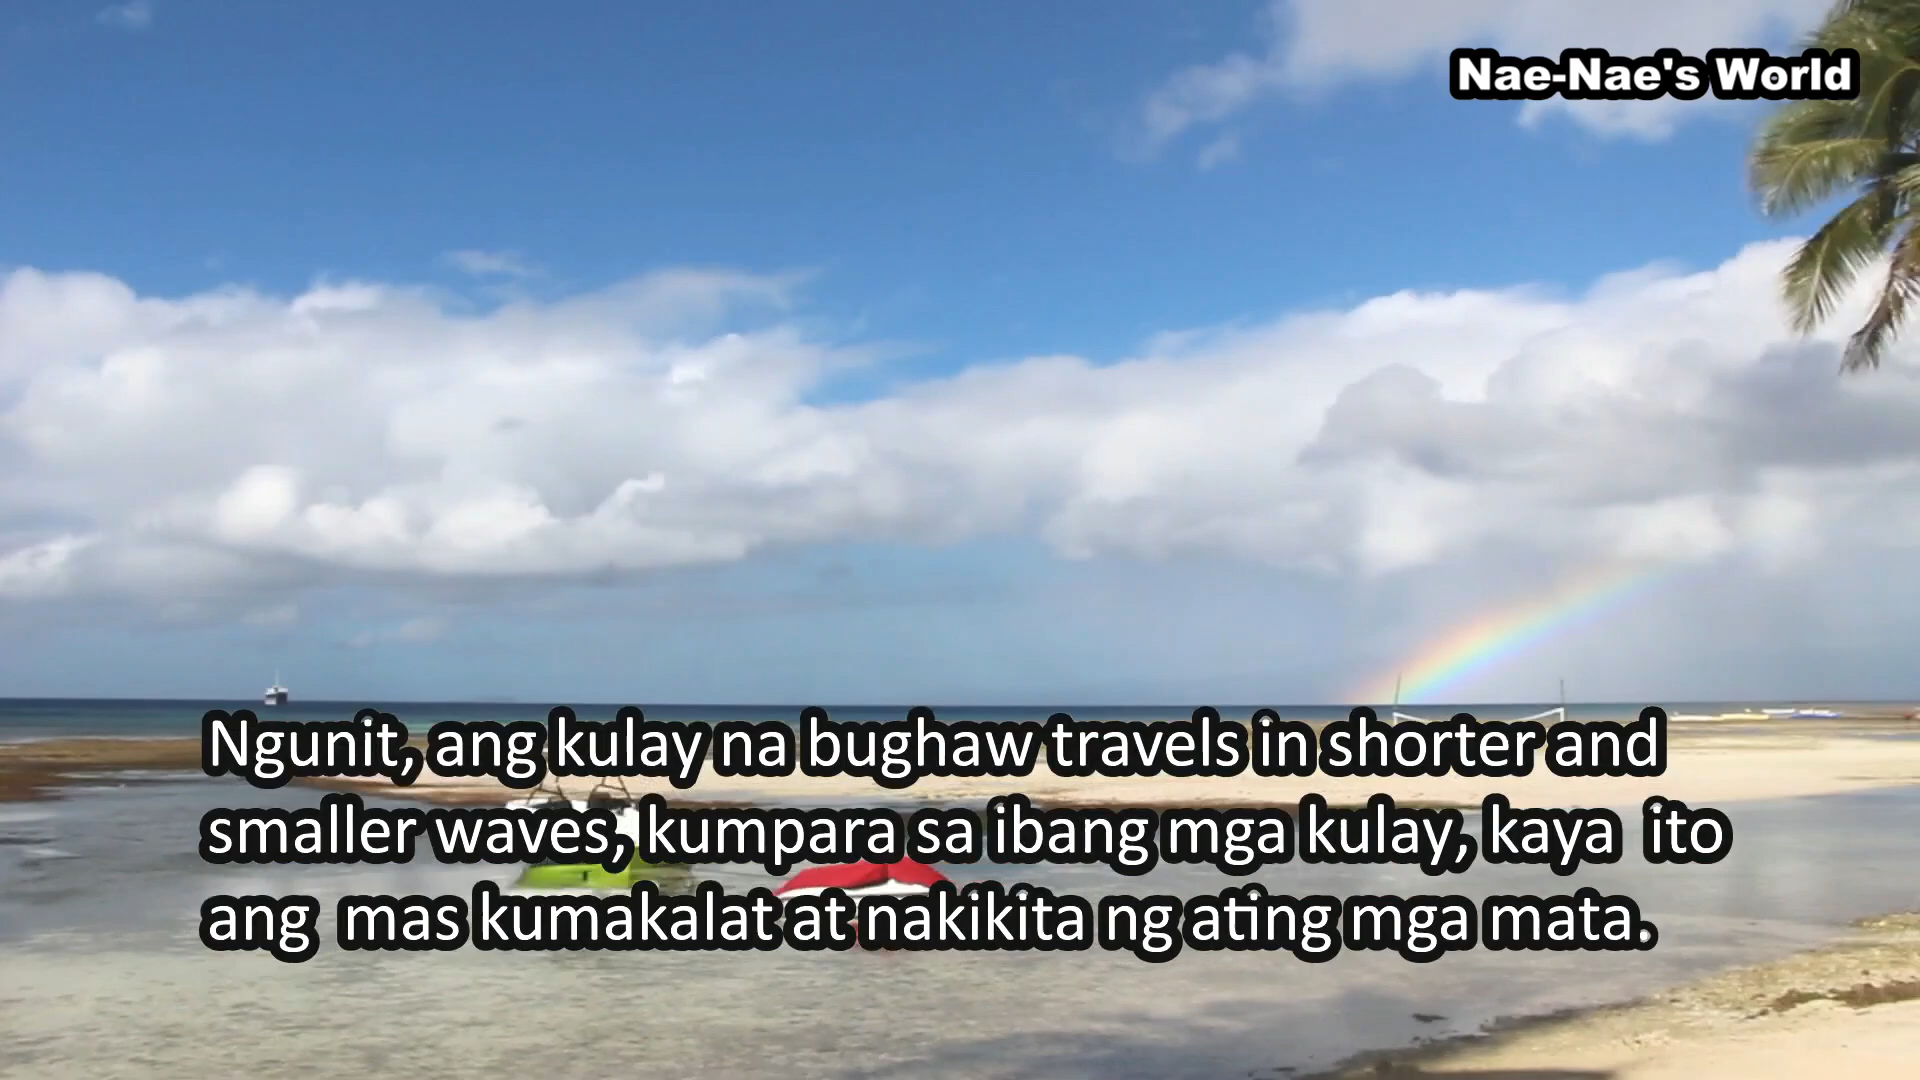 Nae-Nae's World
Ngunit, ang kulay na bughaw travels in shorter and
smaller waves, kumpara sa ibang mga kulay, kaya ito
ang mas kumakalat at nakikita ng ating mga mata.